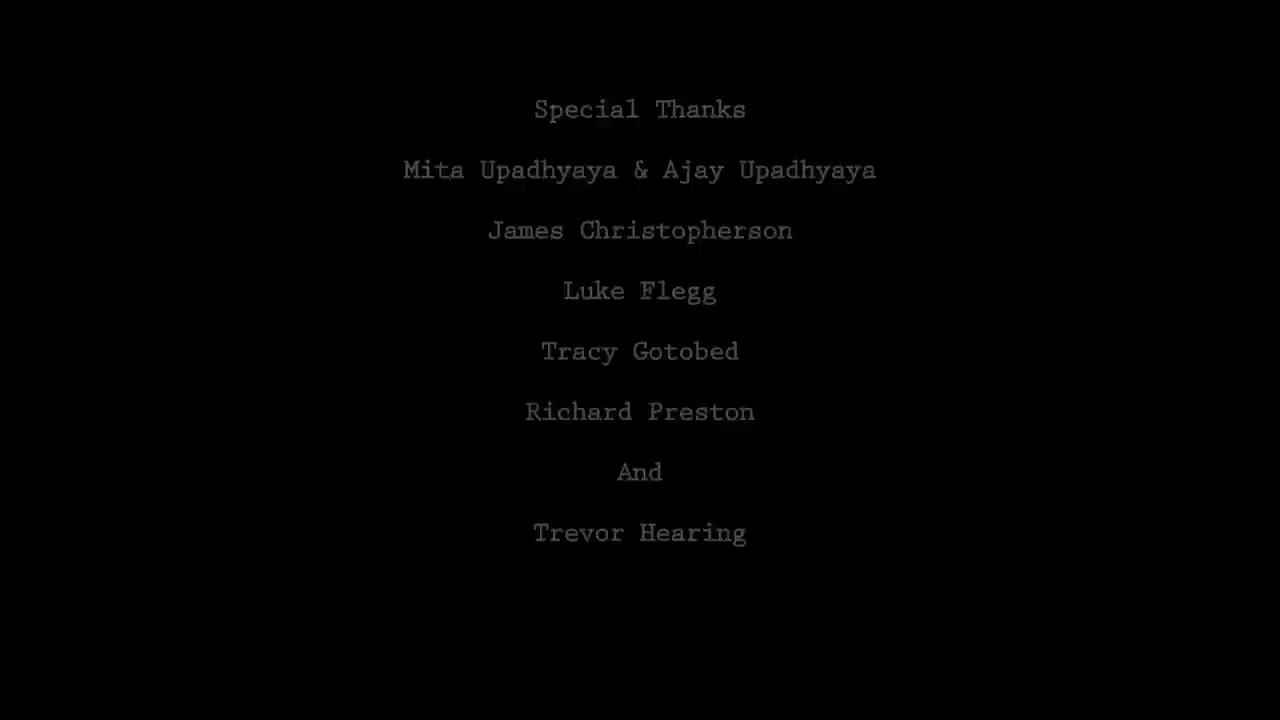 Special Thanks
Mita Upadhyaya & Ajay Upadhyaya
James Christopherson
Luke Flegg
Tracy Gotobed
Richard Preston
And
Trevor Hearing